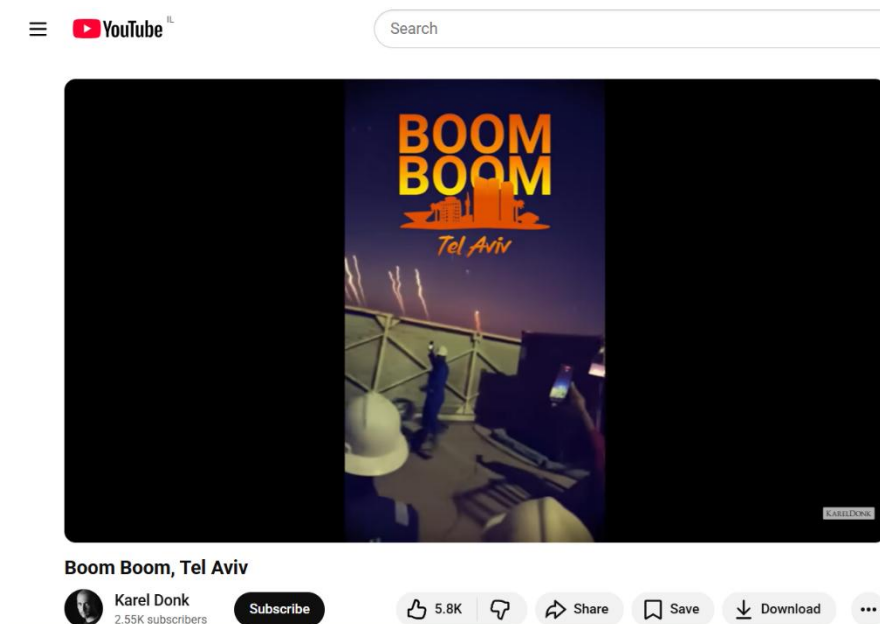 YouTube IL
Search
BOOM
BOOM
Tel Aviv
KARELDONK
Boom Boom, Tel Aviv
Karel Donk
2.55K subscribers
Subscribe
5.8K
Share
Save
Download